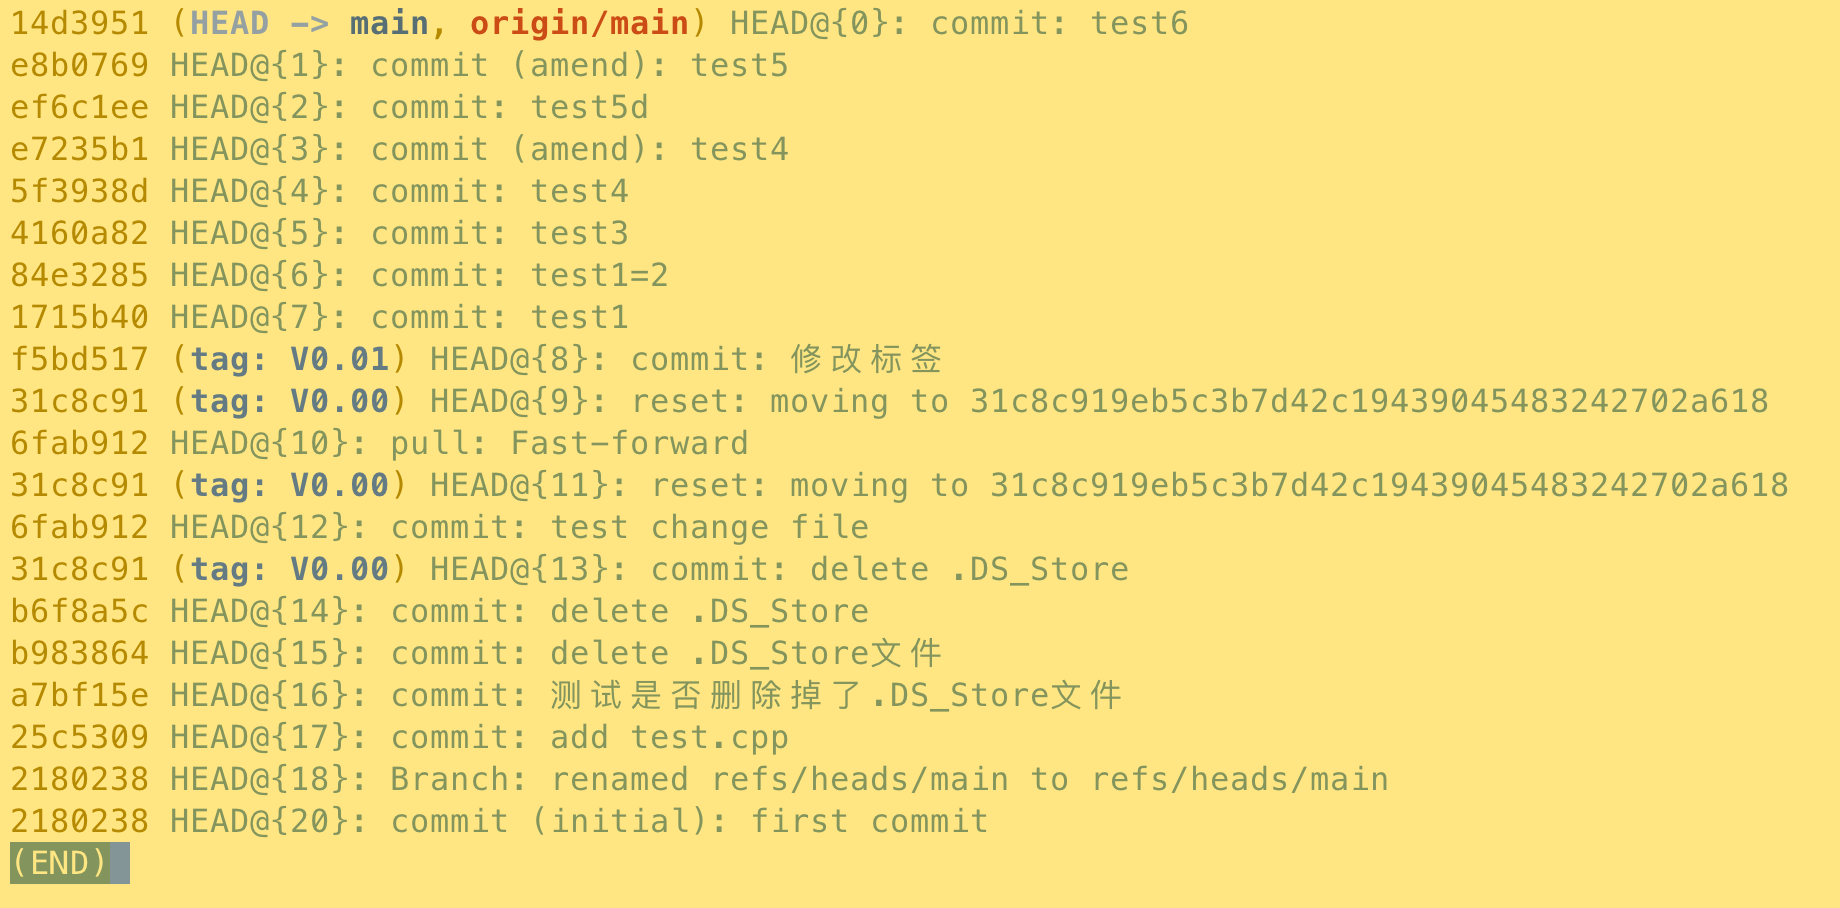 14d3951 (HEAD -> main, origin/main) HEAD@{0}: commit: test6
e8b0769 HEAD@{1}: commit (amend): test5
ef6c1ee HEAD@{2}: commit: test5d
e7235b1 HEAD@{3}: commit (amend): test4
5f3938d HEAD@{4}: commit: test4
4160a82 HEAD@{5}: commit: test3
84e3285 HEAD@{6}: commit: test1=2
1715b40 HEAD@{7}: commit: test1
f5bd517 (tag: V0.01) HEAD@{8}: commit: 修改标签
31c8c91 (tag: V0.00) HEAD@{9}: reset: moving to 31c8c919eb5c3b7d42c19439045483242702a618
6fab912 HEAD@{10}: pull: Fast-forward
31c8c91 (tag: V0.00) HEAD@{11}: reset: moving to 31c8c919eb5c3b7d42c19439045483242702a618
6fab912 HEAD@{12}: commit: test change file
31c8c91 (tag: V0.00) HEAD@{13}: commit: delete .DS_Store
b6f8a5c HEAD@{14}: commit: delete .DS_Store
b983864 HEAD@{15}: commit: delete .DS_Store文件
a7bf15e HEAD@{16}: commit: 测试是否删除掉了.DS_Store文件
25c5309 HEAD@{17}: commit: add test.cpp
2180238 HEAD@{18}: Branch: renamed refs/heads/main to refs/heads/main
2180238 HEAD@{20}: commit (initial): first commit
(END)